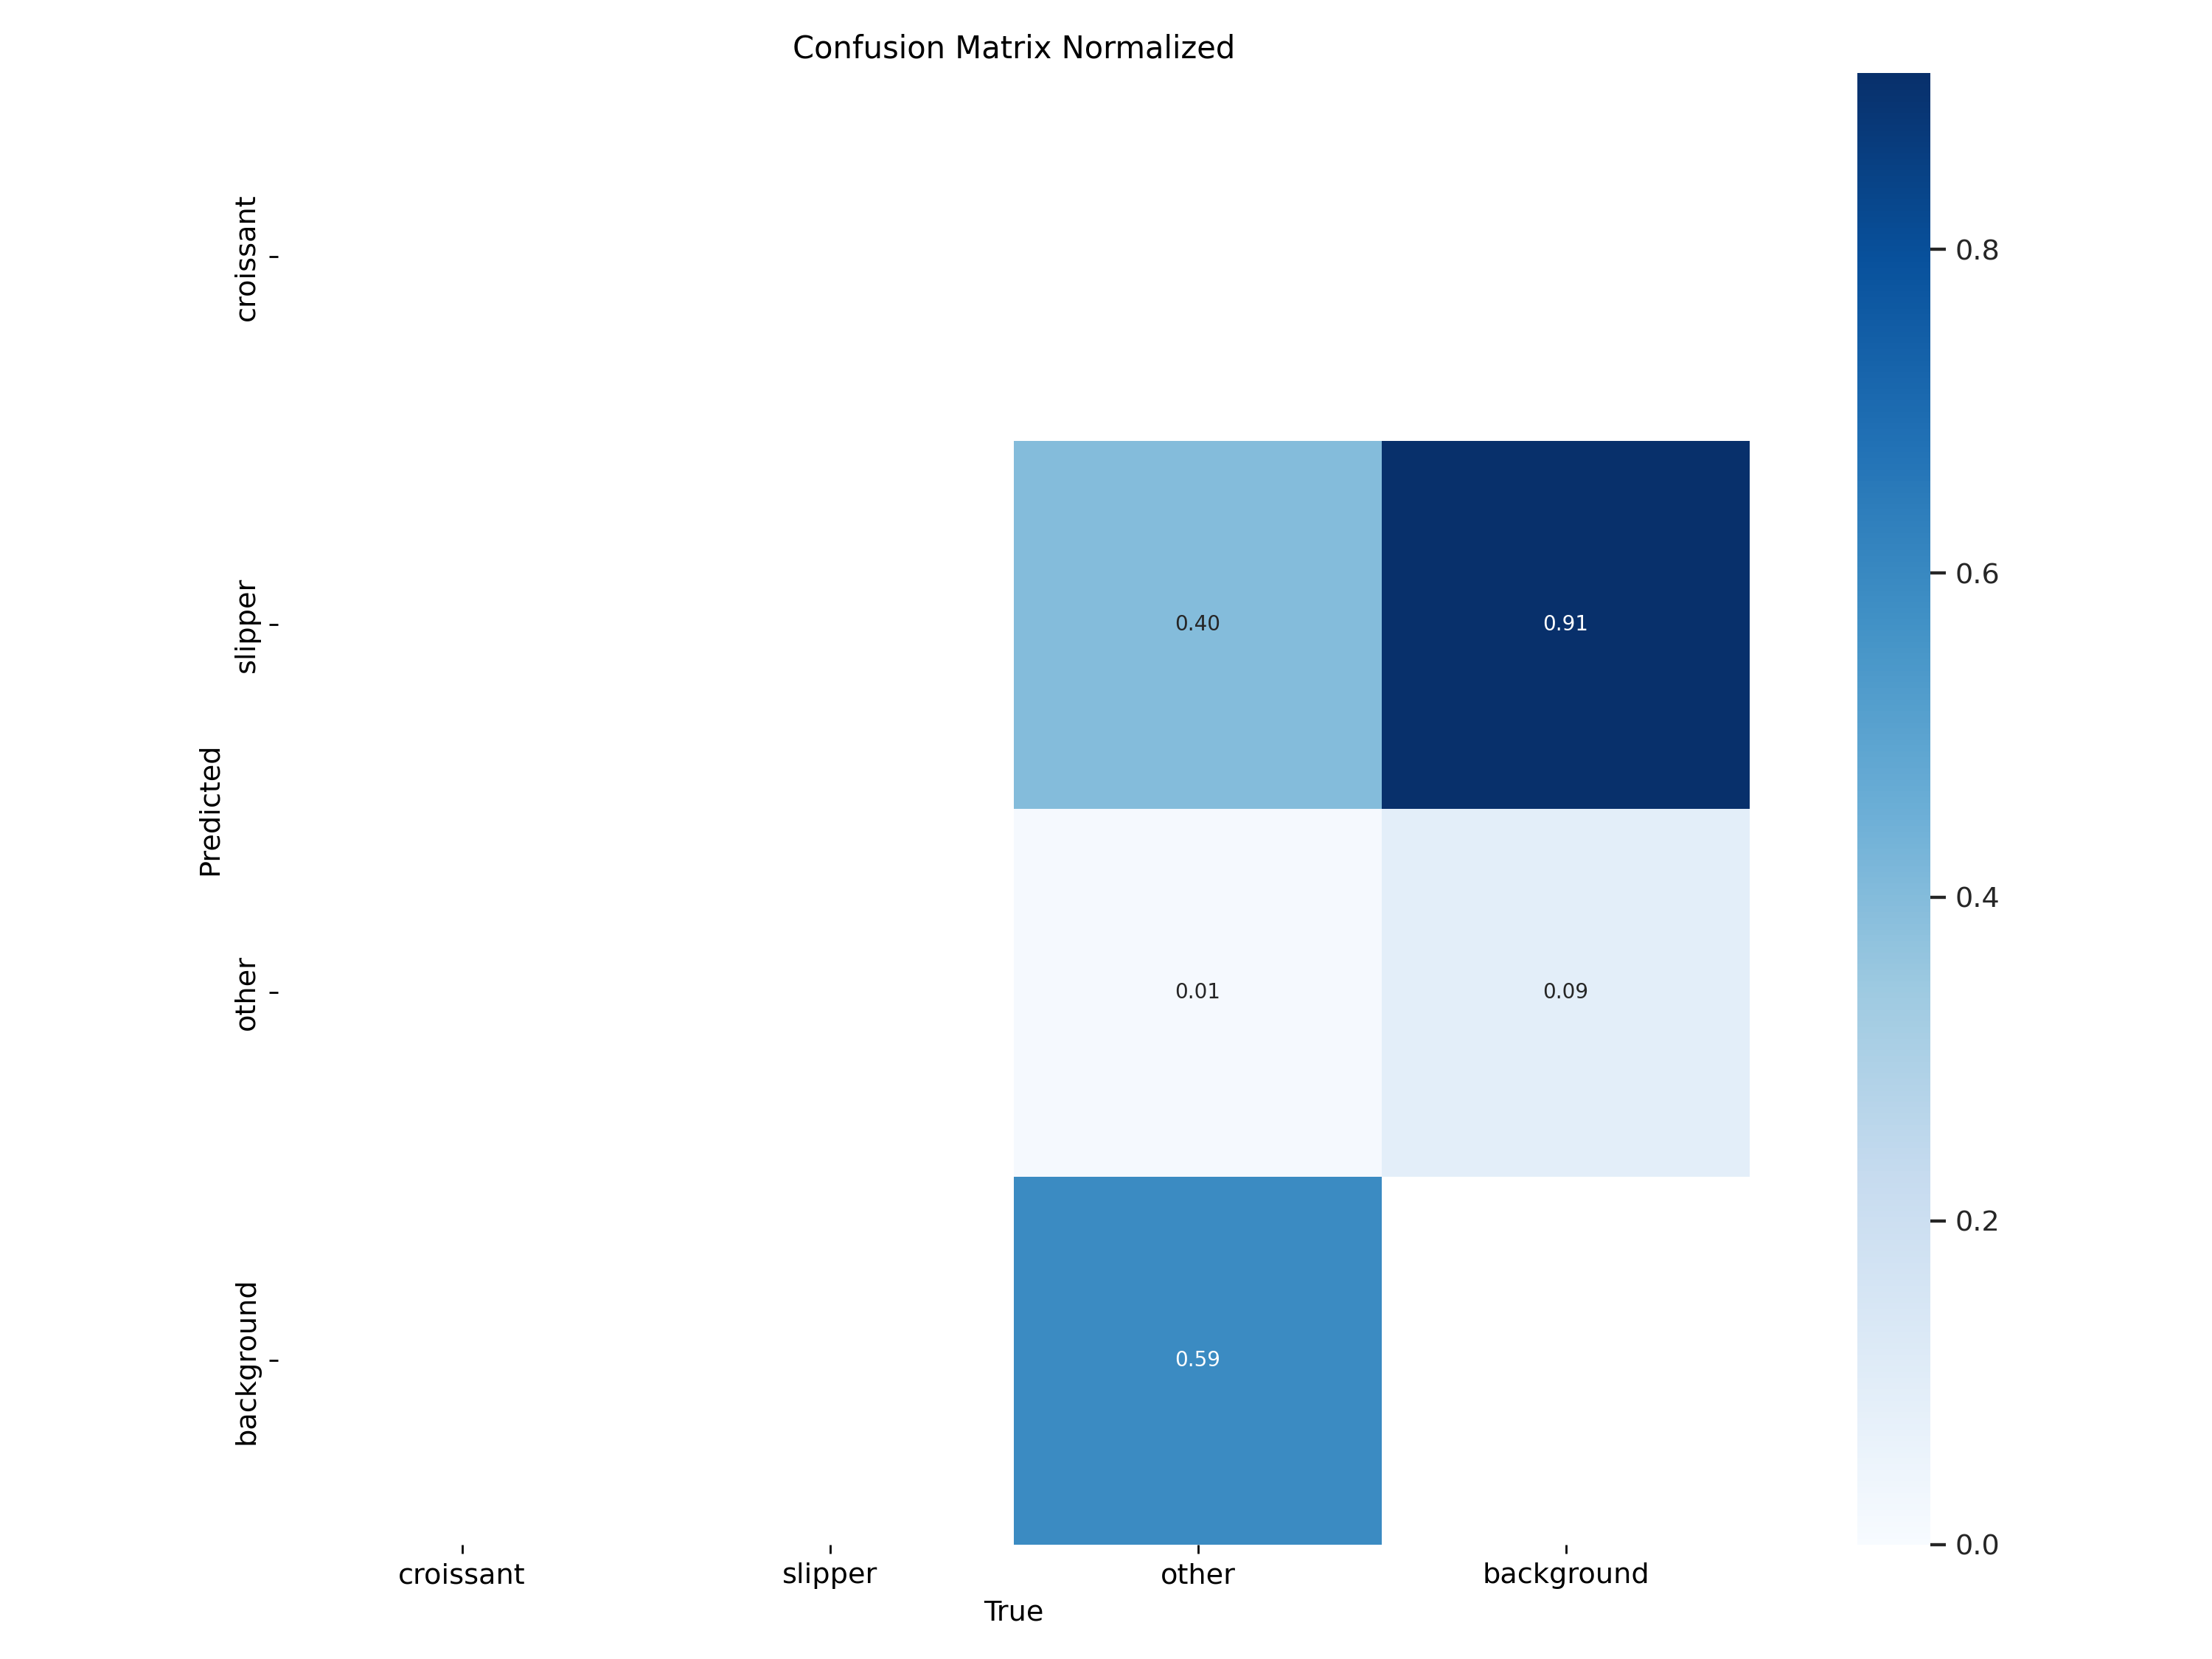 Confusion Matrix Normalized
croissant
slipper
other
background
Predicted
0.40
0.91
0.01
0.09
0.59
croissant
slipper
other
background
True
0.8
0.6
0.4
0.2
0.0